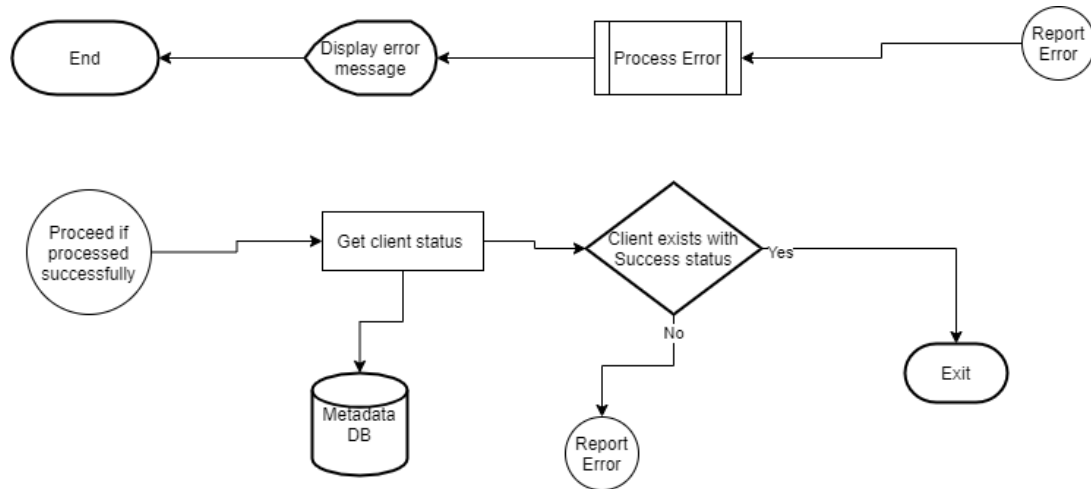 End
Display error
message
Process Error
Report
Error
Proceed if
processed
successfully
Get client status
Client exists with
Success status
Yes
No
Exit
Metadata
DB
Report
Error